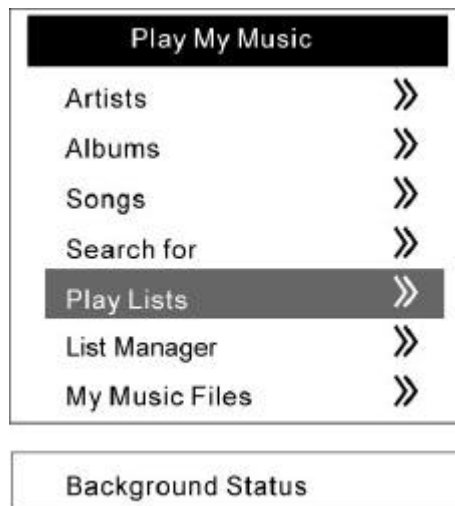 Play My Music
Artists
Albums
Songs
Search for
Play Lists
List Manager
My Music Files
Background Status